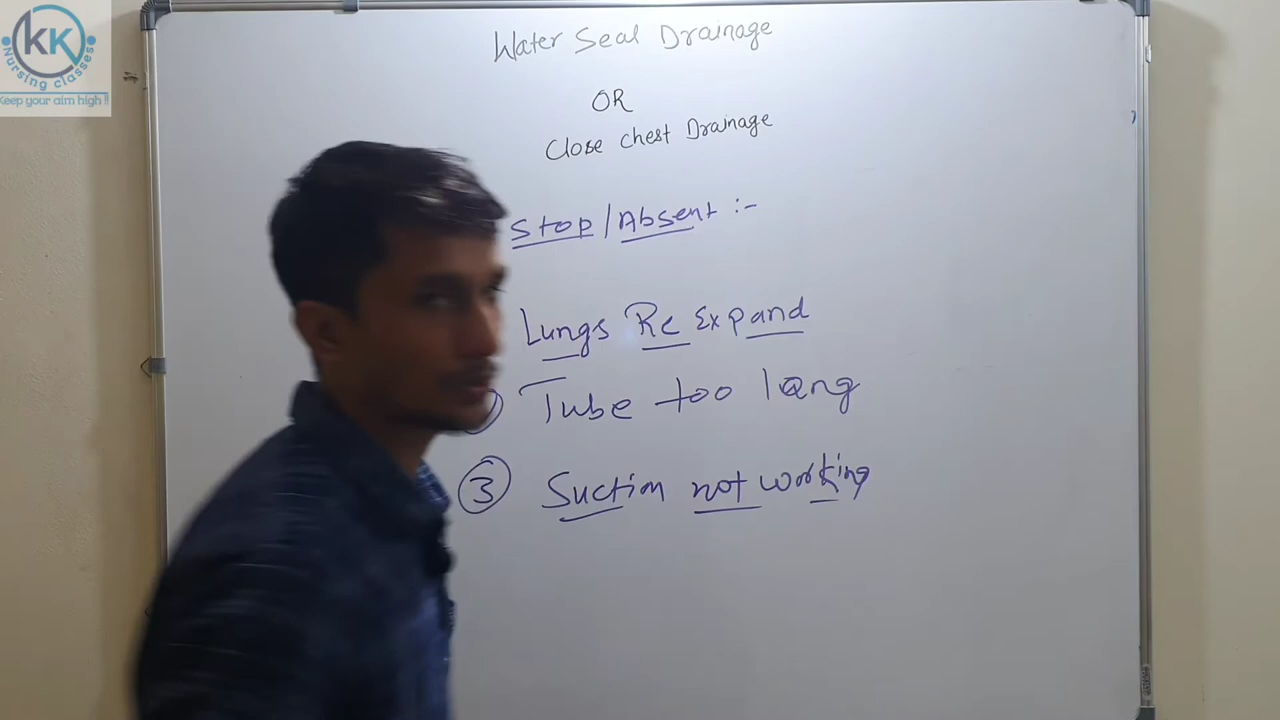 KK
Nursing classes
Keep your aim high !!
Water Seal Drainage
OR
Close Chest Drainage
Stop/Absent :-
Lungs Re Expand
Tube too long
③ Suction not working